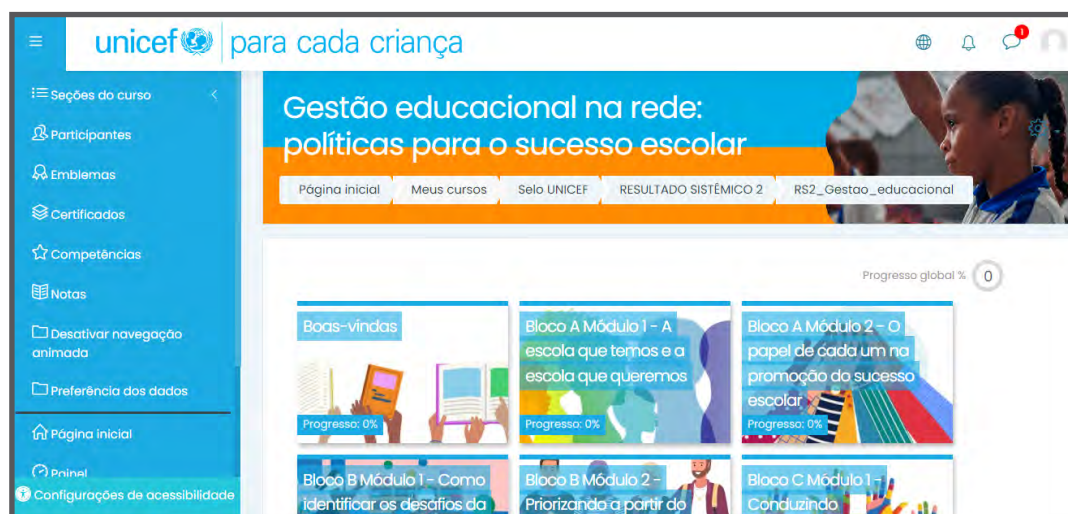 unicef para cada criança
1
Seções do curso
Participantes
Emblemas
Certificados
Competências
Notas
Desativar navegação
animada
Preferência dos dados
Página inicial
Painel
Configurações de acessibilidade
Gestão educacional na rede:
políticas para o sucesso escolar
Página inicial Meus cursos Selo UNICEF RESULTADO SISTÊMICO 2 RS2_Gestao_educacional
Progresso global % 0
Boas-vindas
Progresso: 0%
Bloco A Módulo 1 - A
escola que temos e a
escola que queremos
Progresso: 0%
Bloco A Módulo 2 - O
papel de cada um na
promoção do sucesso
escolar
Progresso: 0%
Bloco B Módulo 1 - Como
identificar os desafios da
Bloco B Módulo 2 -
Priorizando a partir do
Bloco C Módulo 1 -
Conduzindo